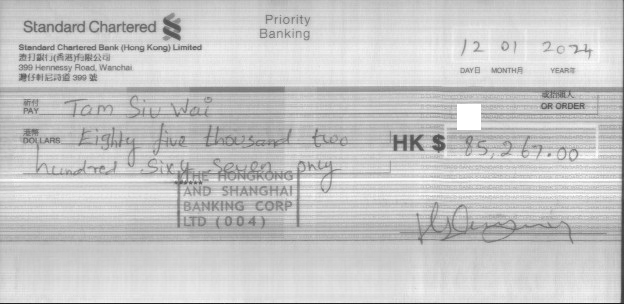 Standard Chartered
Priority
Banking
Standard Chartered Bank (Hong Kong) Limited
渣打銀行(香港)有限公司
399 Hennessy Road, Wanchai
灣仔軒尼詩道 399 號
12 01 2024
DAY日 MONTH月 YEAR年
祈付
PAY Tam Siu Wai
或持票人
OR ORDER
港幣
DOLLARS Eighty five thousand two
hundred Sixty Seven only
HK $ 85,267.00
THE HONGKONG
AND SHANGHAI
BANKING CORP
LTD (004)